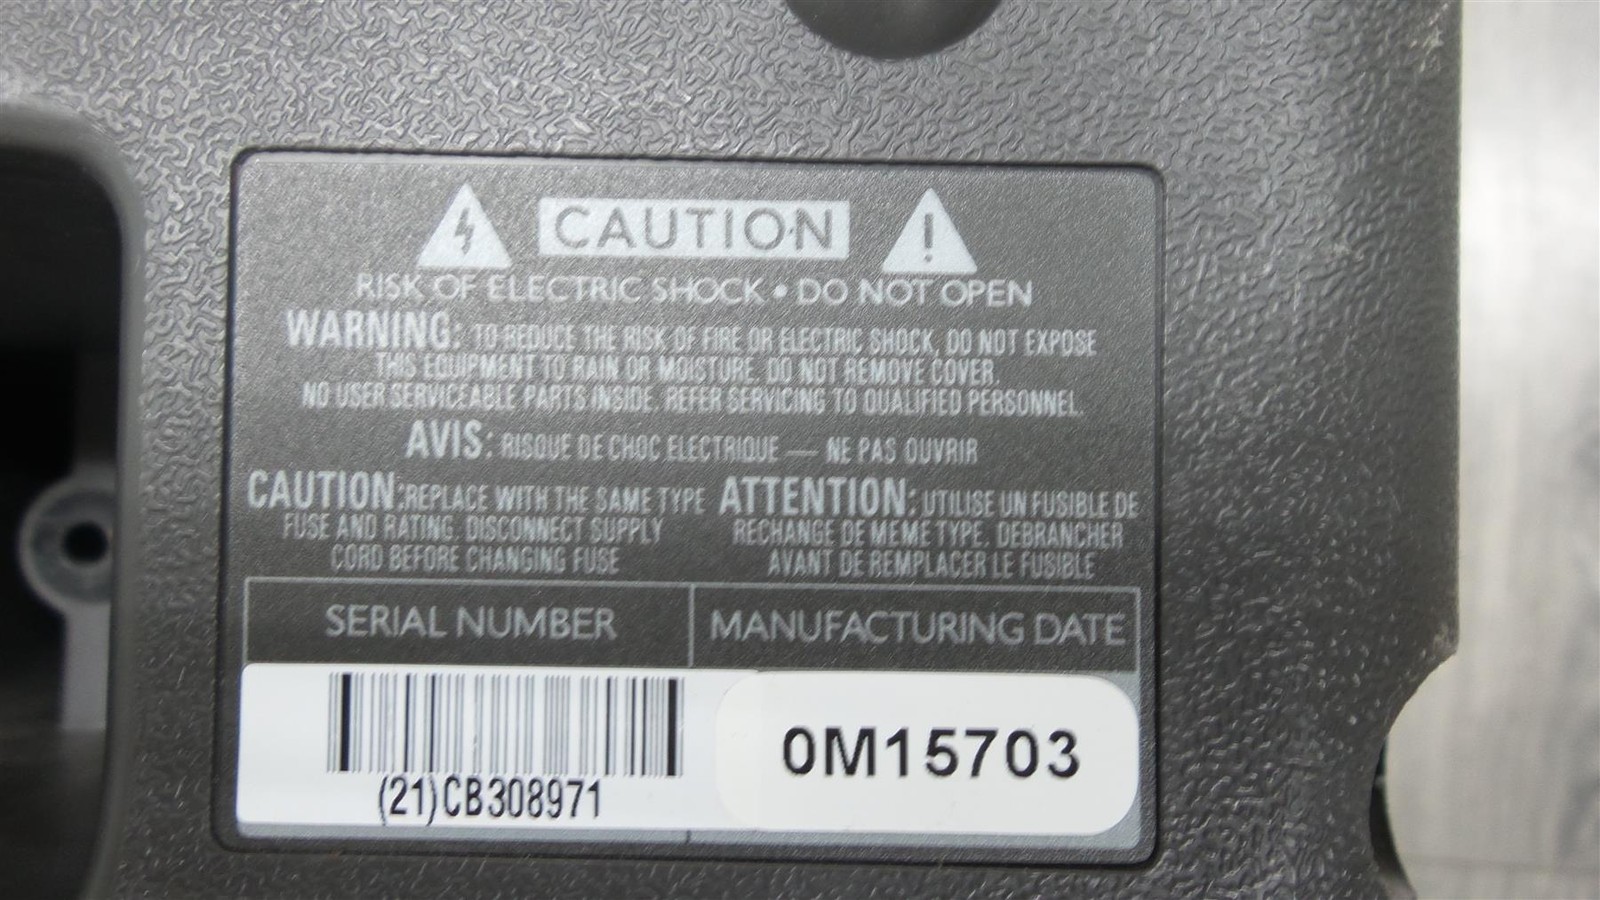 CAUTION
RISK OF ELECTRIC SHOCK • DO NOT OPEN
WARNING: TO REDUCE THE RISK OF FIRE OR ELECTRIC SHOCK, DO NOT EXPOSE
THIS EQUIPMENT TO RAIN OR MOISTURE. DO NOT REMOVE COVER.
NO USER SERVICEABLE PARTS INSIDE. REFER SERVICING TO QUALIFIED PERSONNEL.
AVIS: RISQUE DE CHOC ELECTRIQUE — NE PAS OUVRIR
CAUTION:REPLACE WITH THE SAME TYPE
FUSE AND RATING. DISCONNECT SUPPLY
CORD BEFORE CHANGING FUSE
ATTENTION: UTILISE UN FUSIBLE DE
RECHANGE DE MEME TYPE. DEBRANCHER
AVANT DE REMPLACER LE FUSIBLE
SERIAL NUMBER
MANUFACTURING DATE
(21)CB308971
0M15703